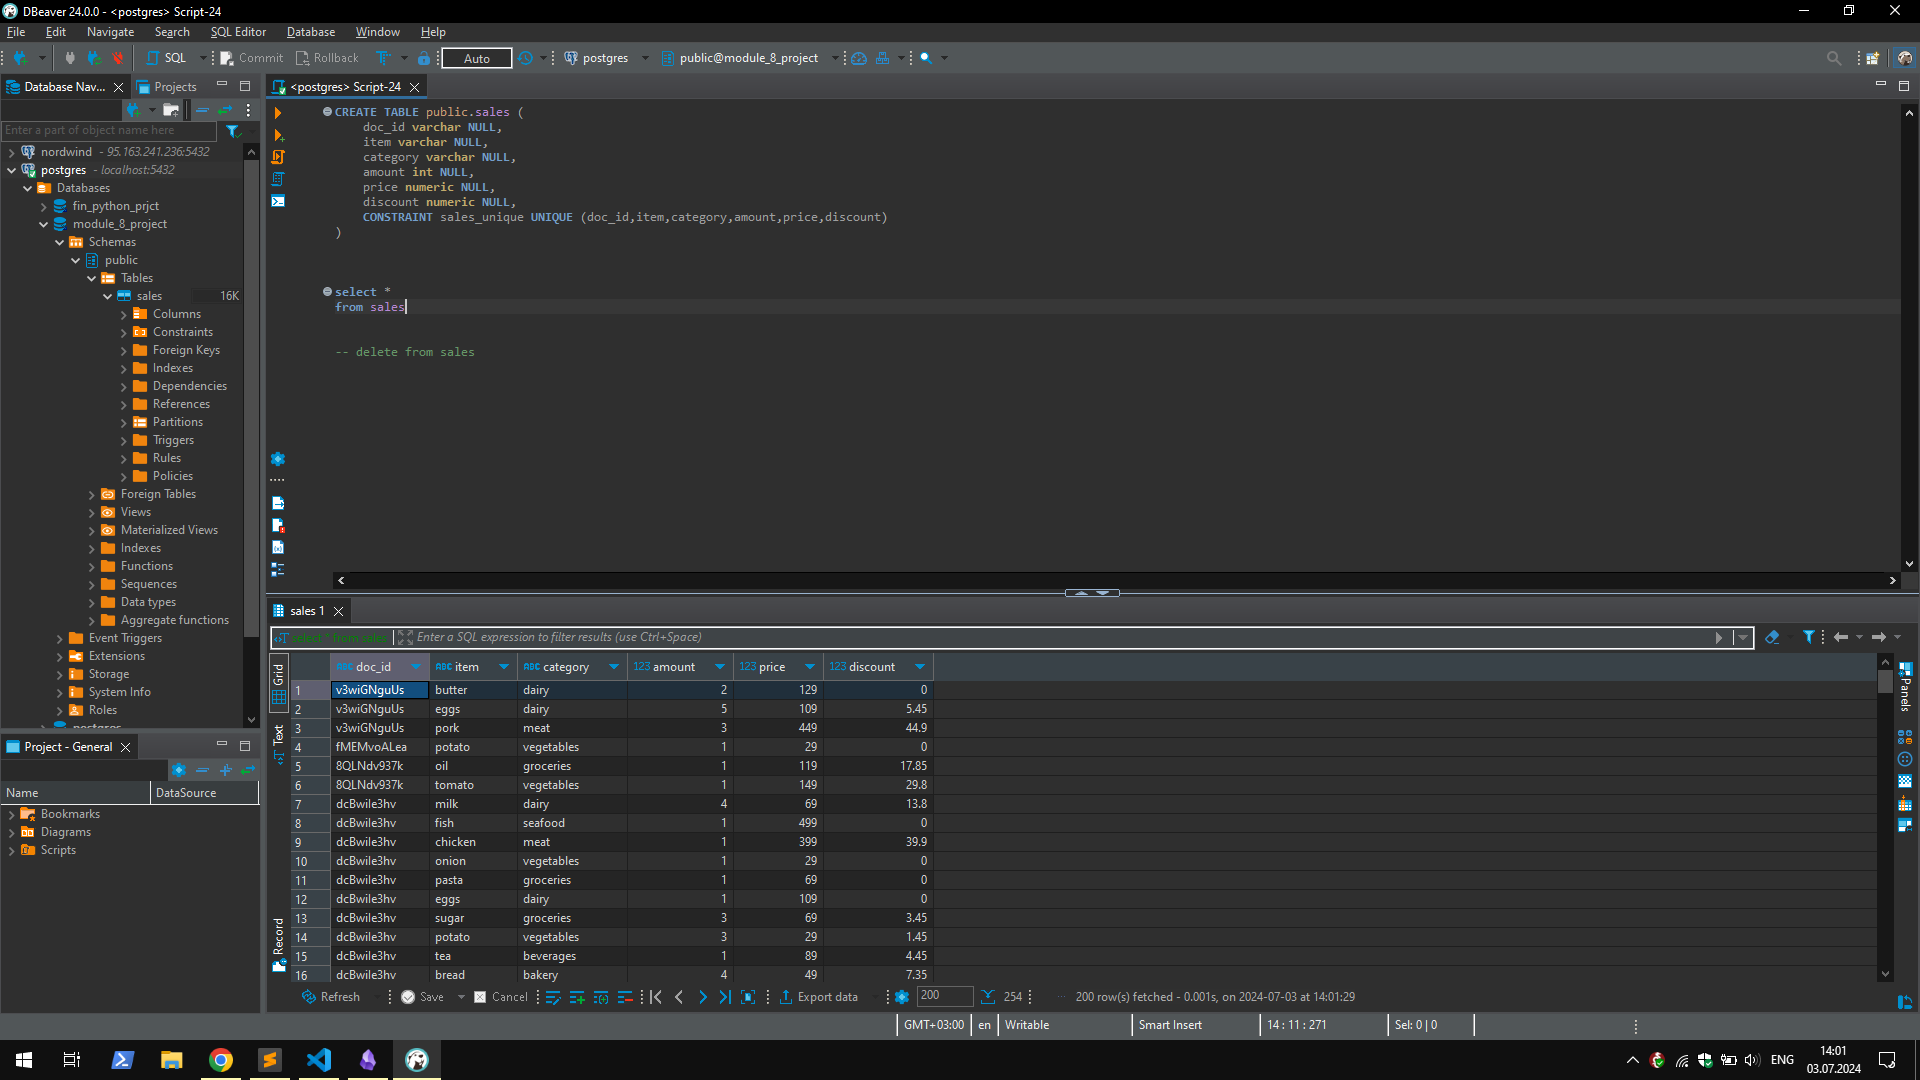 DBeaver 24.0.0 - <postgres> Script-24
File Edit Navigate Search SQL Editor Database Window Help
SQL Commit Rollback Auto postgres public@module_8_project
Database Nav... Projects
Enter a part of object name here
nordwind - 95.163.241.236:5432
postgres - localhost:5432
Databases
fin_python_prjct
module_8_project
Schemas
public
Tables
sales 16K
Columns
Constraints
Foreign Keys
Indexes
Dependencies
References
Partitions
Triggers
Rules
Policies
Foreign Tables
Views
Materialized Views
Indexes
Functions
Sequences
Data types
Aggregate functions
Event Triggers
Extensions
Storage
System Info
Roles
postgres
Project - General
Name DataSource
Bookmarks
Diagrams
Scripts
<postgres> Script-24
CREATE TABLE public.sales (
doc_id varchar NULL,
item varchar NULL,
category varchar NULL,
amount int NULL,
price numeric NULL,
discount numeric NULL,
CONSTRAINT sales_unique UNIQUE (doc_id,item,category,amount,price,discount)
)
select *
from sales
-- delete from sales
sales 1
select * from sales Enter a SQL expression to filter results (use Ctrl+Space)
Grid
Text
Record
Panels
ABC doc_id ABC item ABC category 123 amount 123 price 123 discount
1 v3wiGNguUs butter dairy 2 129 0
2 v3wiGNguUs eggs dairy 5 109 5.45
3 v3wiGNguUs pork meat 3 449 44.9
4 fMEMvoALea potato vegetables 1 29 0
5 8QLNdv937k oil groceries 1 119 17.85
6 8QLNdv937k tomato vegetables 1 149 29.8
7 dcBwile3hv milk dairy 4 69 13.8
8 dcBwile3hv fish seafood 1 499 0
9 dcBwile3hv chicken meat 1 399 39.9
10 dcBwile3hv onion vegetables 1 29 0
11 dcBwile3hv pasta groceries 1 69 0
12 dcBwile3hv eggs dairy 1 109 0
13 dcBwile3hv sugar groceries 3 69 3.45
14 dcBwile3hv potato vegetables 3 29 1.45
15 dcBwile3hv tea beverages 1 89 4.45
16 dcBwile3hv bread bakery 4 49 7.35
Refresh Save Cancel Export data 200 254 200 row(s) fetched - 0.001s, on 2024-07-03 at 14:01:29
GMT+03:00 en Writable Smart Insert 14 : 11 : 271 Sel: 0 | 0
ENG 14:01
03.07.2024